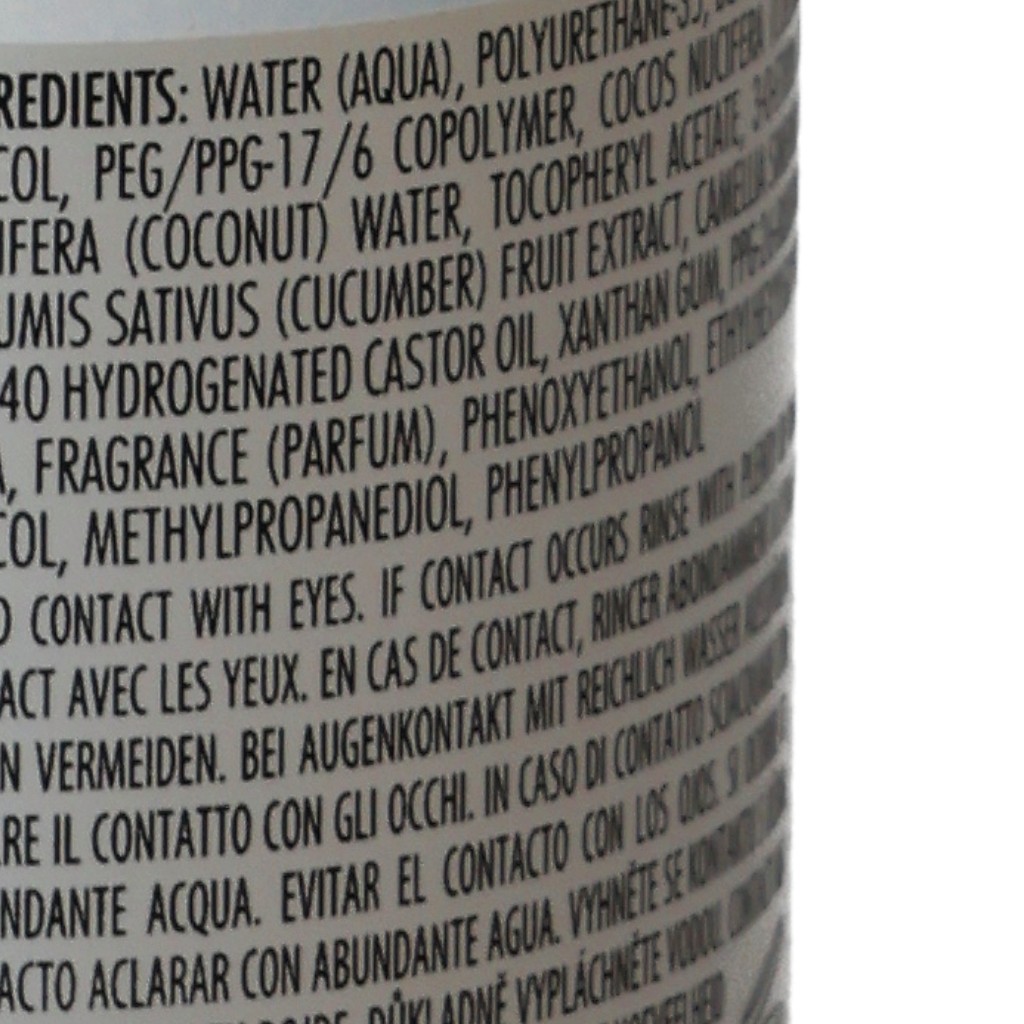 REDIENTS: WATER (AQUA), POLYURETHANE-35,
COL, PEG/PPG-17/6 COPOLYMER, COCOS NUCIFERA
IFERA (COCONUT) WATER, TOCOPHERYL ACETATE,
UMIS SATIVUS (CUCUMBER) FRUIT EXTRACT, CAMELLIA
40 HYDROGENATED CASTOR OIL, XANTHAN GUM,
A, FRAGRANCE (PARFUM), PHENOXYETHANOL,
COL, METHYLPROPANEDIOL, PHENYLPROPANOL
D CONTACT WITH EYES. IF CONTACT OCCURS RINSE WITH
ACT AVEC LES YEUX. EN CAS DE CONTACT, RINCER
N VERMEIDEN. BEI AUGENKONTAKT MIT REICHLICH WASSER
RE IL CONTATTO CON GLI OCCHI. IN CASO DI CONTATTO
NDANTE ACQUA. EVITAR EL CONTACTO CON LOS OJOS. SI
ACTO ACLARAR CON ABUNDANTE AGUA. VYHNĚTE SE
DŮKLADNĚ VYPLÁCHNĚTE VODOU.